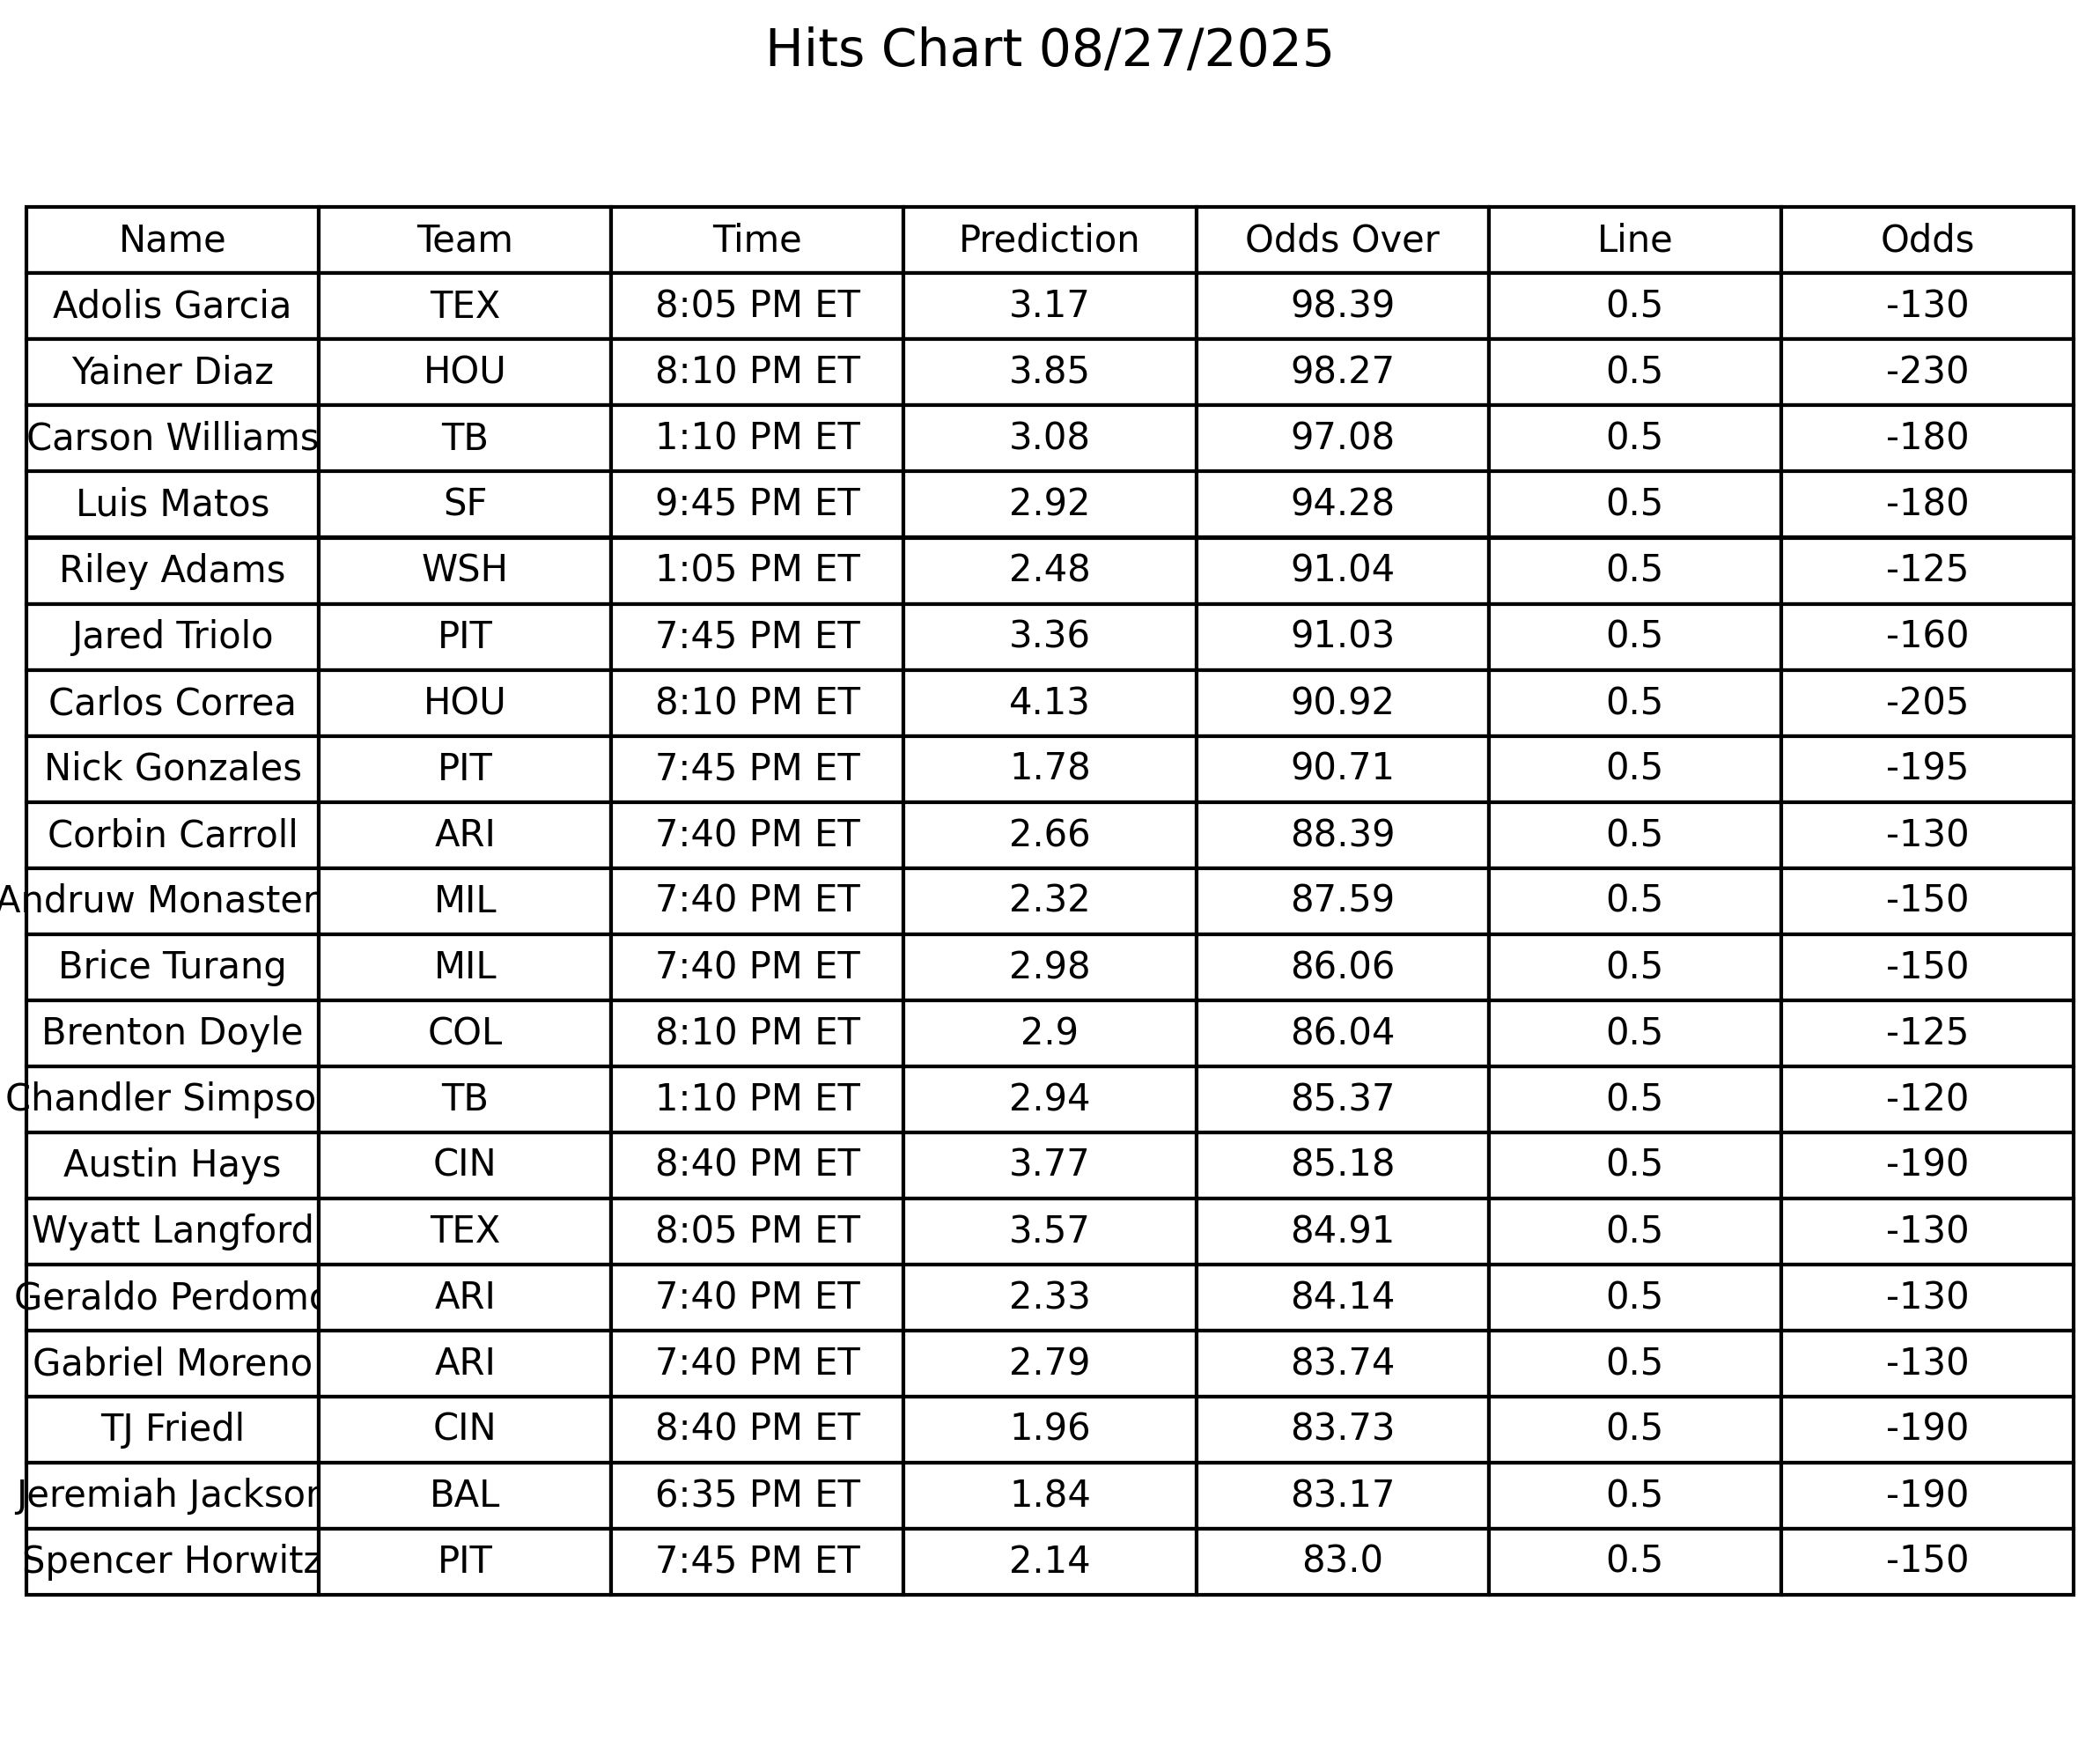 Hits Chart 08/27/2025
Name Team Time Prediction Odds Over Line Odds
Adolis Garcia TEX 8:05 PM ET 3.17 98.39 0.5 -130
Yainer Diaz HOU 8:10 PM ET 3.85 98.27 0.5 -230
Carson Williams TB 1:10 PM ET 3.08 97.08 0.5 -180
Luis Matos SF 9:45 PM ET 2.92 94.28 0.5 -180
Riley Adams WSH 1:05 PM ET 2.48 91.04 0.5 -125
Jared Triolo PIT 7:45 PM ET 3.36 91.03 0.5 -160
Carlos Correa HOU 8:10 PM ET 4.13 90.92 0.5 -205
Nick Gonzales PIT 7:45 PM ET 1.78 90.71 0.5 -195
Corbin Carroll ARI 7:40 PM ET 2.66 88.39 0.5 -130
Andruw Monaster MIL 7:40 PM ET 2.32 87.59 0.5 -150
Brice Turang MIL 7:40 PM ET 2.98 86.06 0.5 -150
Brenton Doyle COL 8:10 PM ET 2.9 86.04 0.5 -125
Chandler Simpso TB 1:10 PM ET 2.94 85.37 0.5 -120
Austin Hays CIN 8:40 PM ET 3.77 85.18 0.5 -190
Wyatt Langford TEX 8:05 PM ET 3.57 84.91 0.5 -130
Geraldo Perdomo ARI 7:40 PM ET 2.33 84.14 0.5 -130
Gabriel Moreno ARI 7:40 PM ET 2.79 83.74 0.5 -130
TJ Friedl CIN 8:40 PM ET 1.96 83.73 0.5 -190
Jeremiah Jackson BAL 6:35 PM ET 1.84 83.17 0.5 -190
Spencer Horwitz PIT 7:45 PM ET 2.14 83.0 0.5 -150